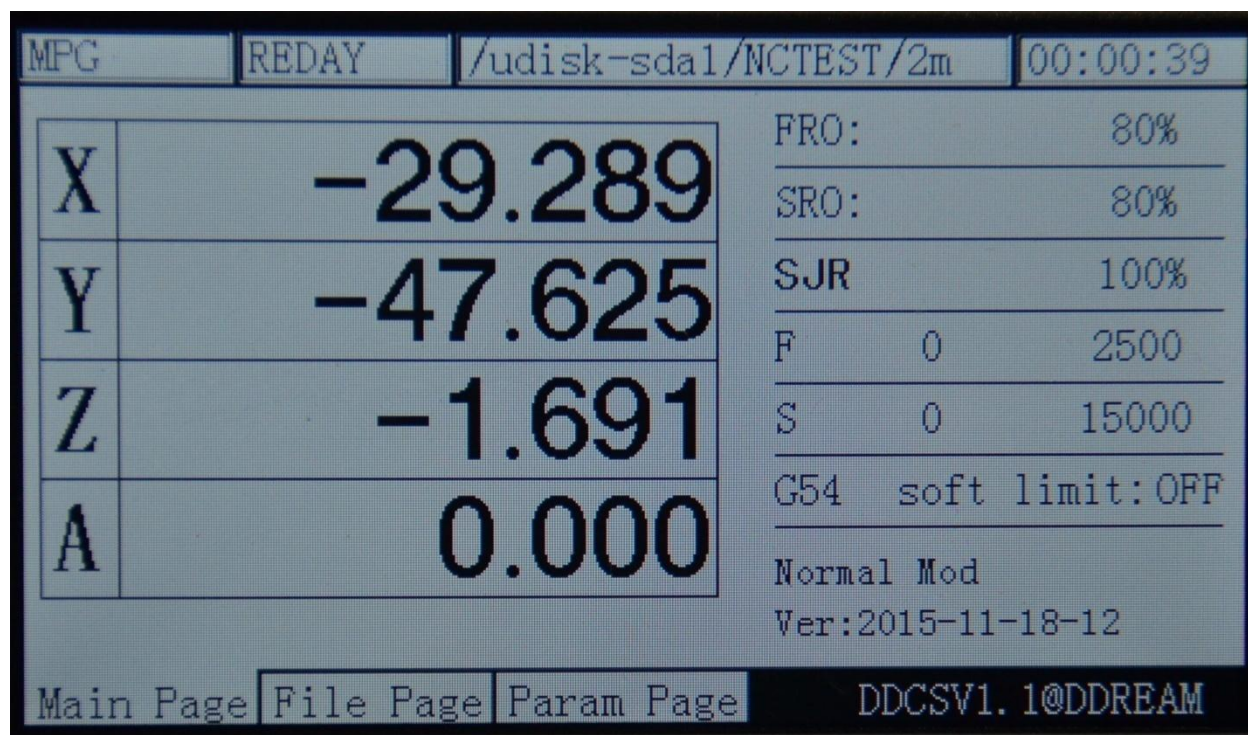 MPG REDAY /udisk-sda1/NCTEST/2m 00:00:39
X -29.289
Y -47.625
Z -1.691
A 0.000
FRO: 80%
SRO: 80%
SJR 100%
F 0 2500
S 0 15000
G54 soft limit:OFF
Normal Mod
Ver:2015-11-18-12
Main Page File Page Param Page DDCSV1.1@DDREAM